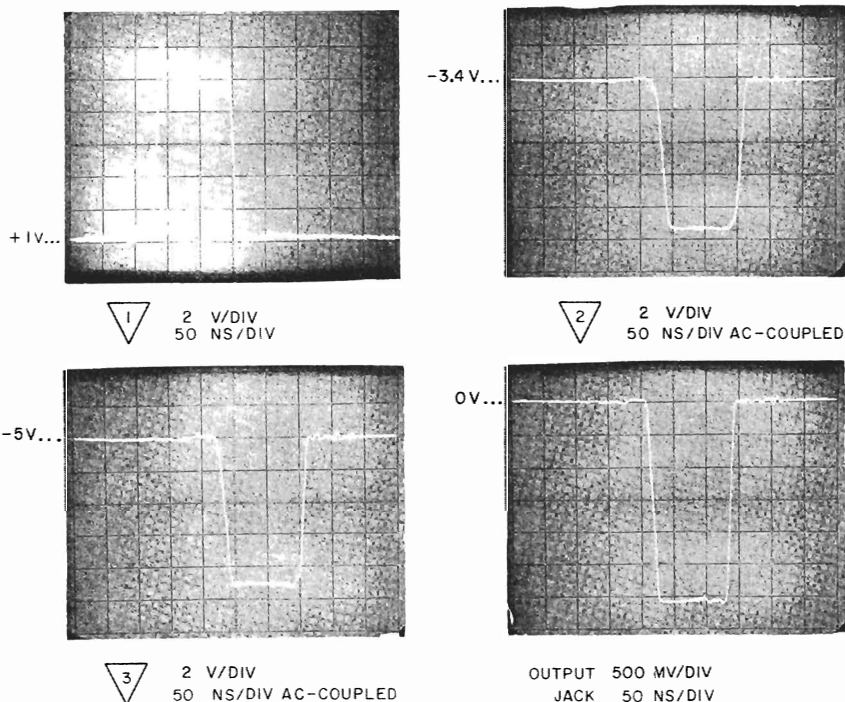 +1V...
1 2 V/DIV
50 NS/DIV
-3.4V...
2 2 V/DIV
50 NS/DIV AC-COUPLED
-5V...
3 2 V/DIV
50 NS/DIV AC-COUPLED
0V...
OUTPUT 500 MV/DIV
JACK 50 NS/DIV